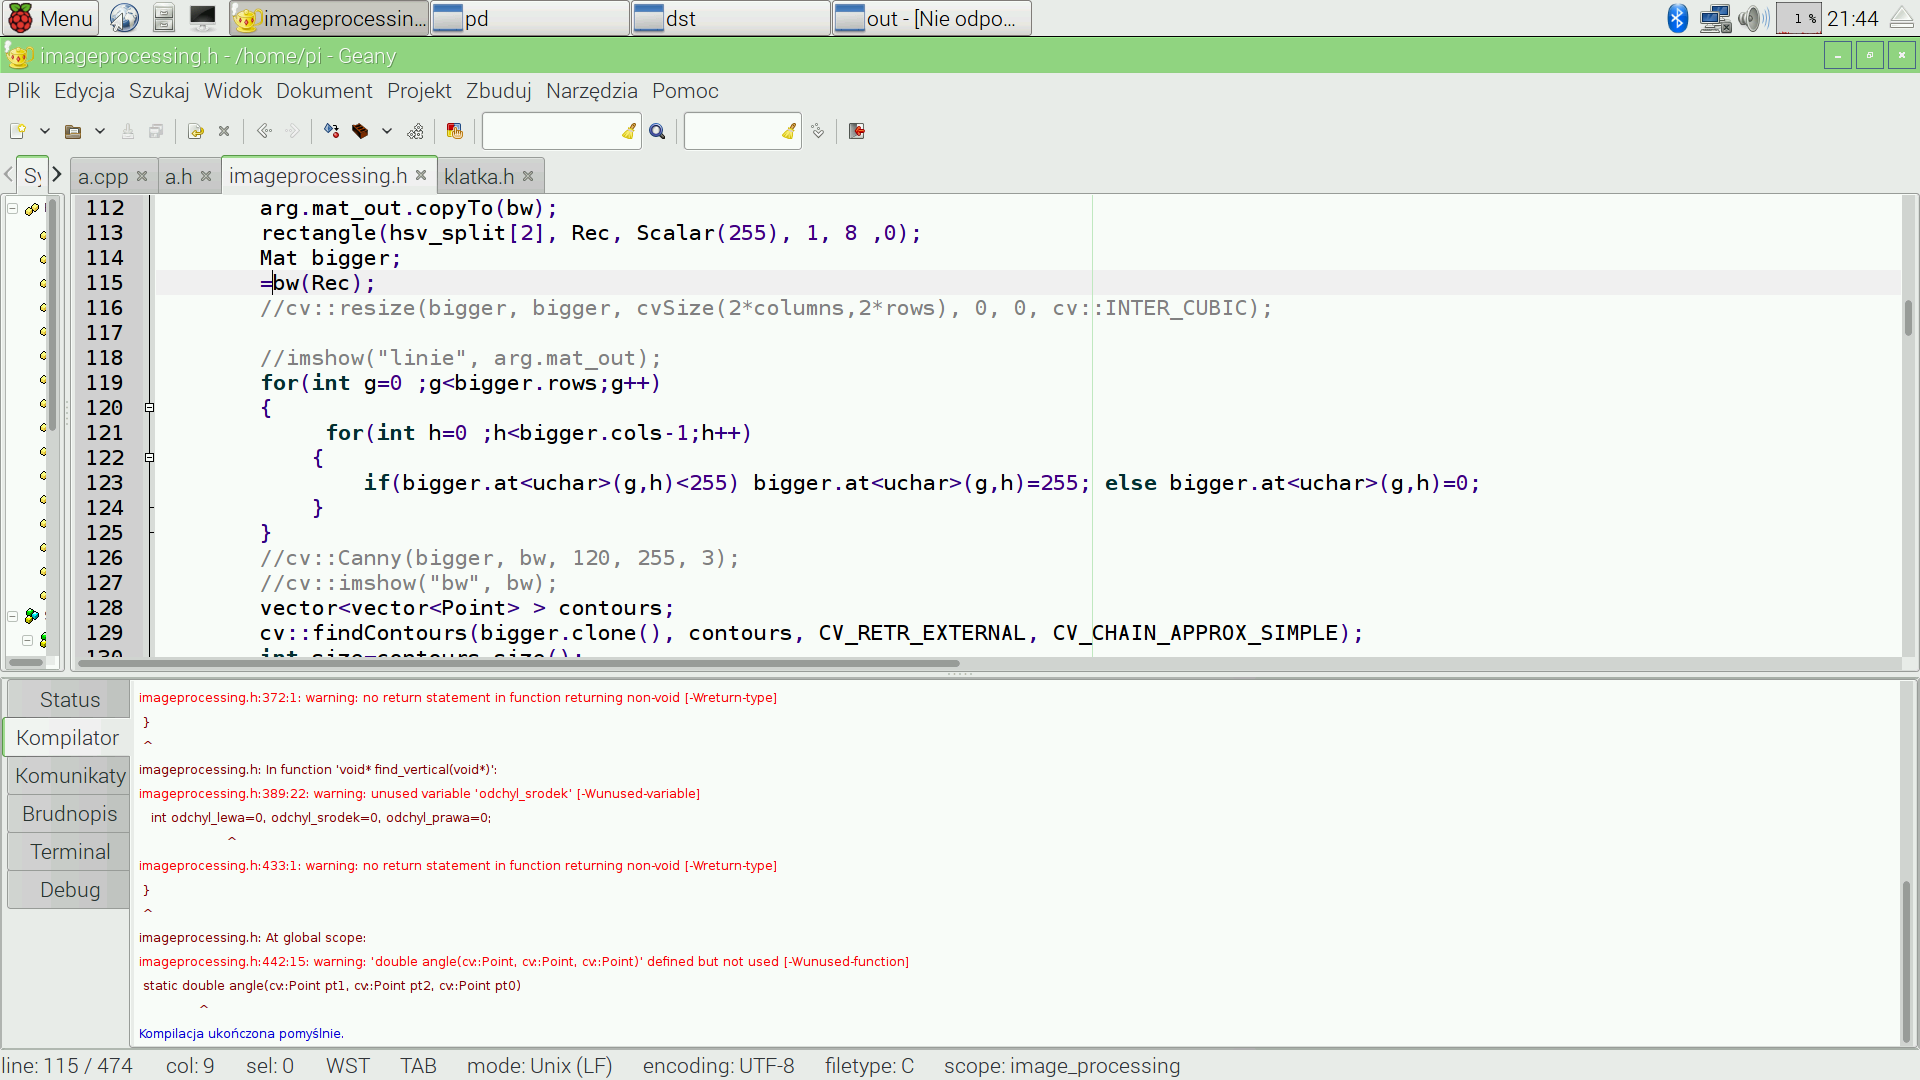 Menu imageprocessin... pd dst out - [Nie odpo... 1 % 21:44
imageprocessing.h - /home/pi - Geany
Plik Edycja Szukaj Widok Dokument Projekt Zbuduj Narzędzia Pomoc
a.cpp a.h imageprocessing.h klatka.h
112 arg.mat_out.copyTo(bw);
113 rectangle(hsv_split[2], Rec, Scalar(255), 1, 8 ,0);
114 Mat bigger;
115 =bw(Rec);
116 //cv::resize(bigger, bigger, cvSize(2*columns,2*rows), 0, 0, cv::INTER_CUBIC);
117
118 //imshow("linie", arg.mat_out);
119 for(int g=0 ;g<bigger.rows;g++)
120 {
121 for(int h=0 ;h<bigger.cols-1;h++)
122 {
123 if(bigger.at<uchar>(g,h)<255) bigger.at<uchar>(g,h)=255; else bigger.at<uchar>(g,h)=0;
124 }
125 }
126 //cv::Canny(bigger, bw, 120, 255, 3);
127 //cv::imshow("bw", bw);
128 vector<vector<Point> > contours;
129 cv::findContours(bigger.clone(), contours, CV_RETR_EXTERNAL, CV_CHAIN_APPROX_SIMPLE);
130 int size=contours.size();
Status
Kompilator
Komunikaty
Brudnopis
Terminal
Debug
imageprocessing.h:372:1: warning: no return statement in function returning non-void [-Wreturn-type]
}
^
imageprocessing.h: In function 'void* find_vertical(void*)':
imageprocessing.h:389:22: warning: unused variable 'odchyl_srodek' [-Wunused-variable]
int odchyl_lewa=0, odchyl_srodek=0, odchyl_prawa=0;
^
imageprocessing.h:433:1: warning: no return statement in function returning non-void [-Wreturn-type]
}
^
imageprocessing.h: At global scope:
imageprocessing.h:442:15: warning: 'double angle(cv::Point, cv::Point, cv::Point)' defined but not used [-Wunused-function]
static double angle(cv::Point pt1, cv::Point pt2, cv::Point pt0)
^
Kompilacja ukończona pomyślnie.
line: 115 / 474 col: 9 sel: 0 WST TAB mode: Unix (LF) encoding: UTF-8 filetype: C scope: image_processing